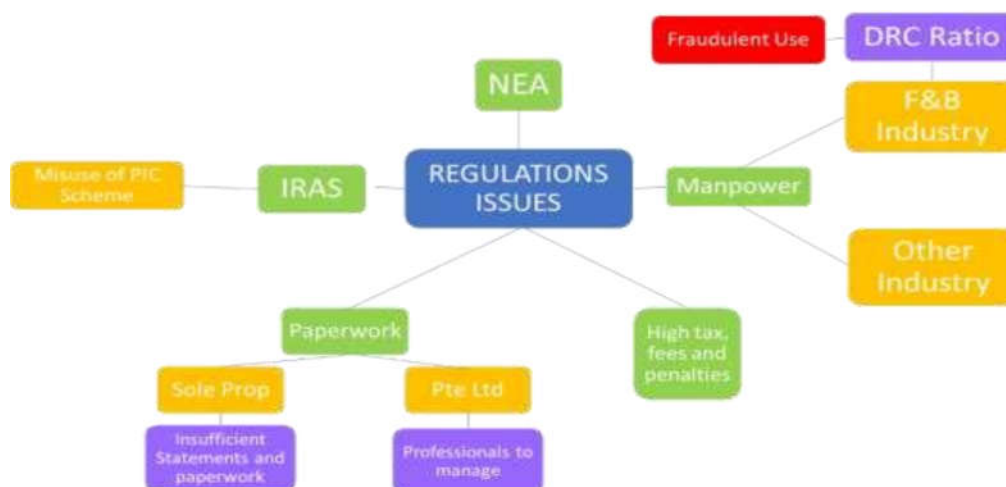 Fraudulent Use
DRC Ratio
NEA
F&B
Industry
Misuse of PIC
Scheme
IRAS
REGULATIONS
ISSUES
Manpower
Other
Industry
Paperwork
High tax,
fees and
penalties
Sole Prop
Pte Ltd
Insufficient
Statements and
paperwork
Professionals to
manage